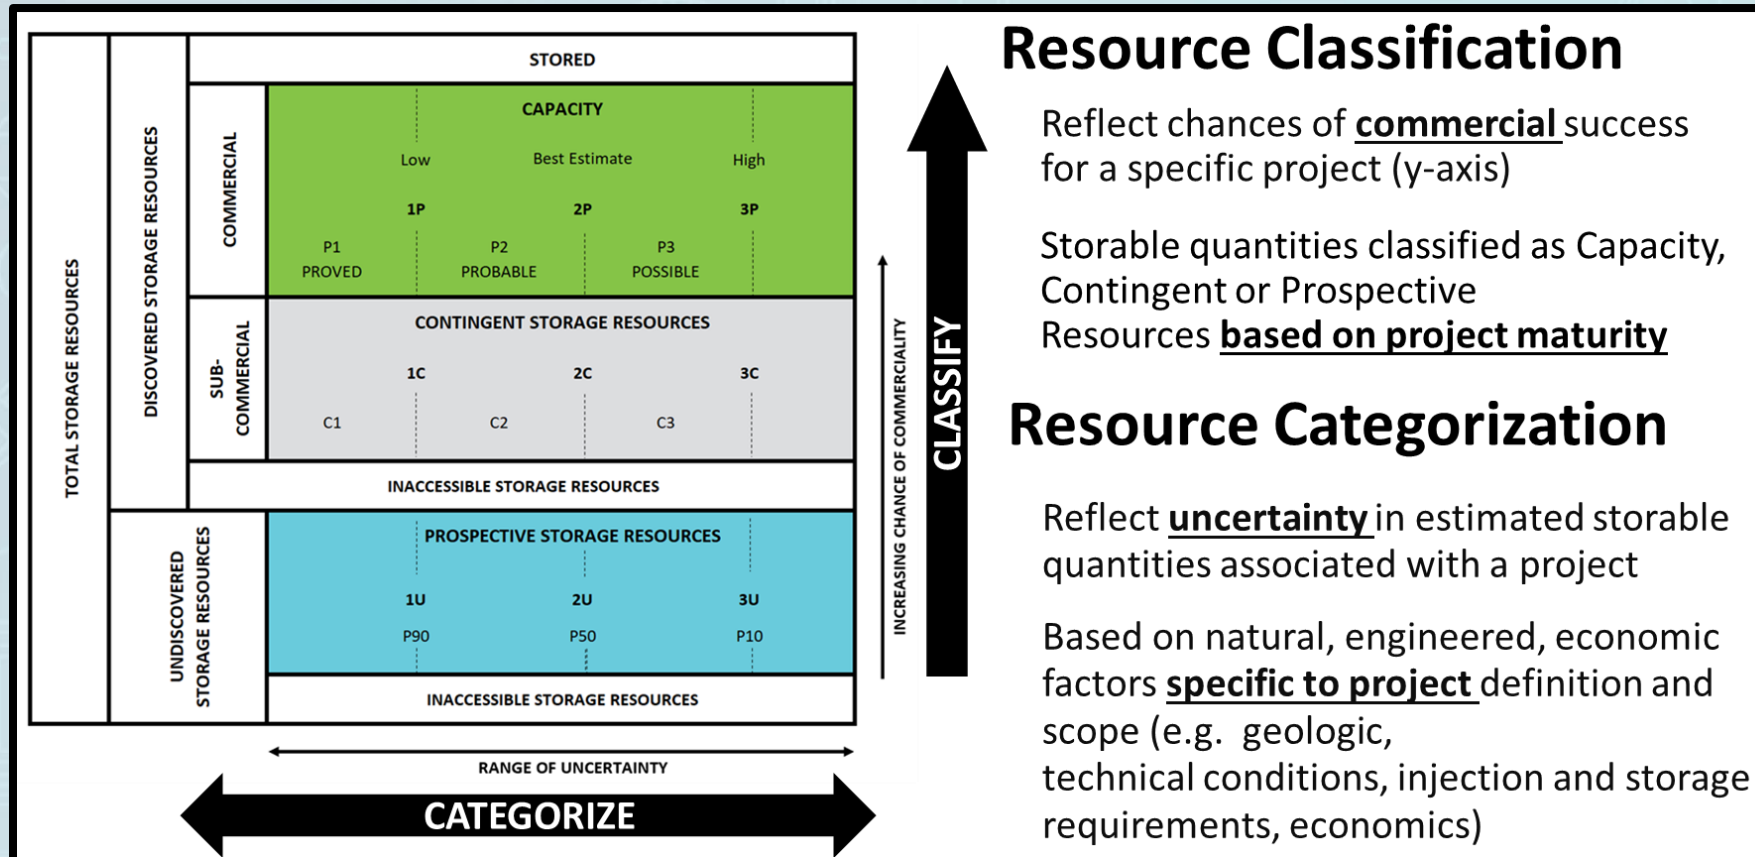 STORED
CAPACITY
Low
Best Estimate
High
1P
2P
3P
P1
PROVED
P2
PROBABLE
P3
POSSIBLE
CONTINGENT STORAGE RESOURCES
1C
2C
3C
C1
C2
C3
INACCESSIBLE STORAGE RESOURCES
PROSPECTIVE STORAGE RESOURCES
1U
2U
3U
P90
P50
P10
INACCESSIBLE STORAGE RESOURCES
TOTAL STORAGE RESOURCES
DISCOVERED STORAGE RESOURCES
COMMERCIAL
SUB-
COMMERCIAL
UNDISCOVERED
STORAGE RESOURCES
RANGE OF UNCERTAINTY
CATEGORIZE
INCREASING CHANCE OF COMMERCIALITY
CLASSIFY
Resource Classification
Reflect chances of commercial success
for a specific project (y-axis)
Storable quantities classified as Capacity,
Contingent or Prospective
Resources based on project maturity
Resource Categorization
Reflect uncertainty in estimated storable
quantities associated with a project
Based on natural, engineered, economic
factors specific to project definition and
scope (e.g. geologic,
technical conditions, injection and storage
requirements, economics)